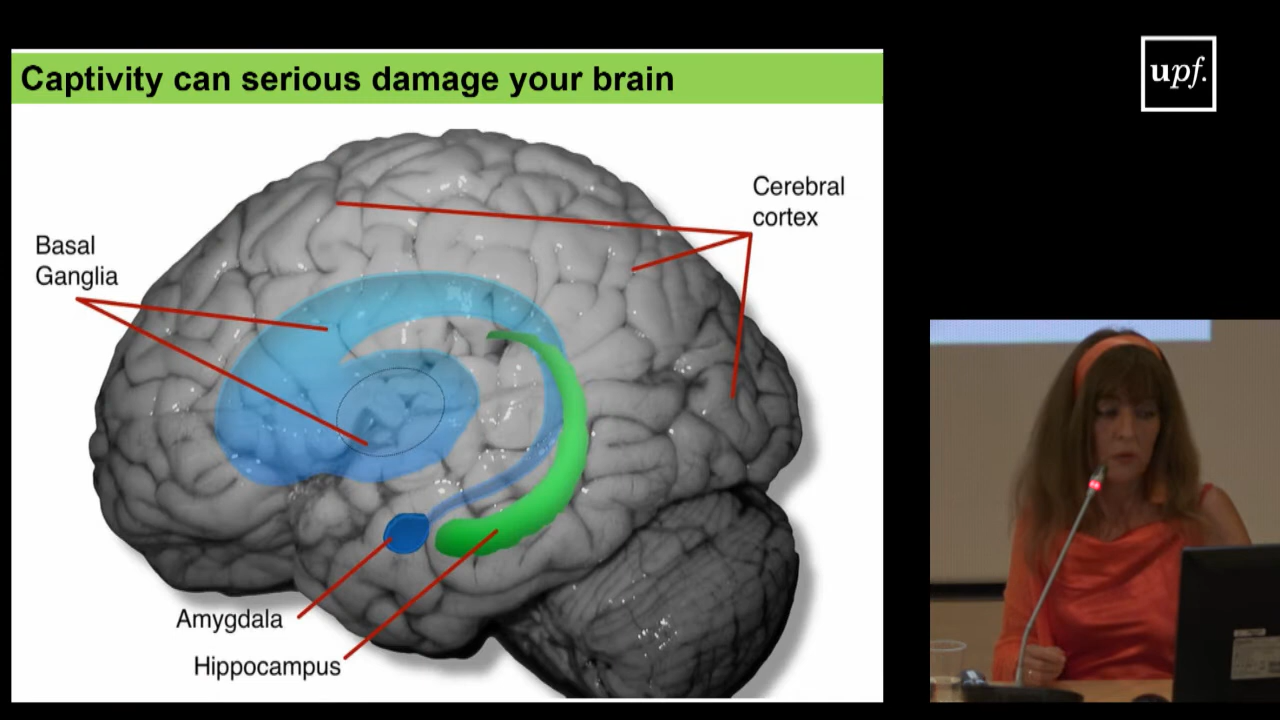 Captivity can serious damage your brain
upf.
Cerebral
cortex
Basal
Ganglia
Amygdala
Hippocampus